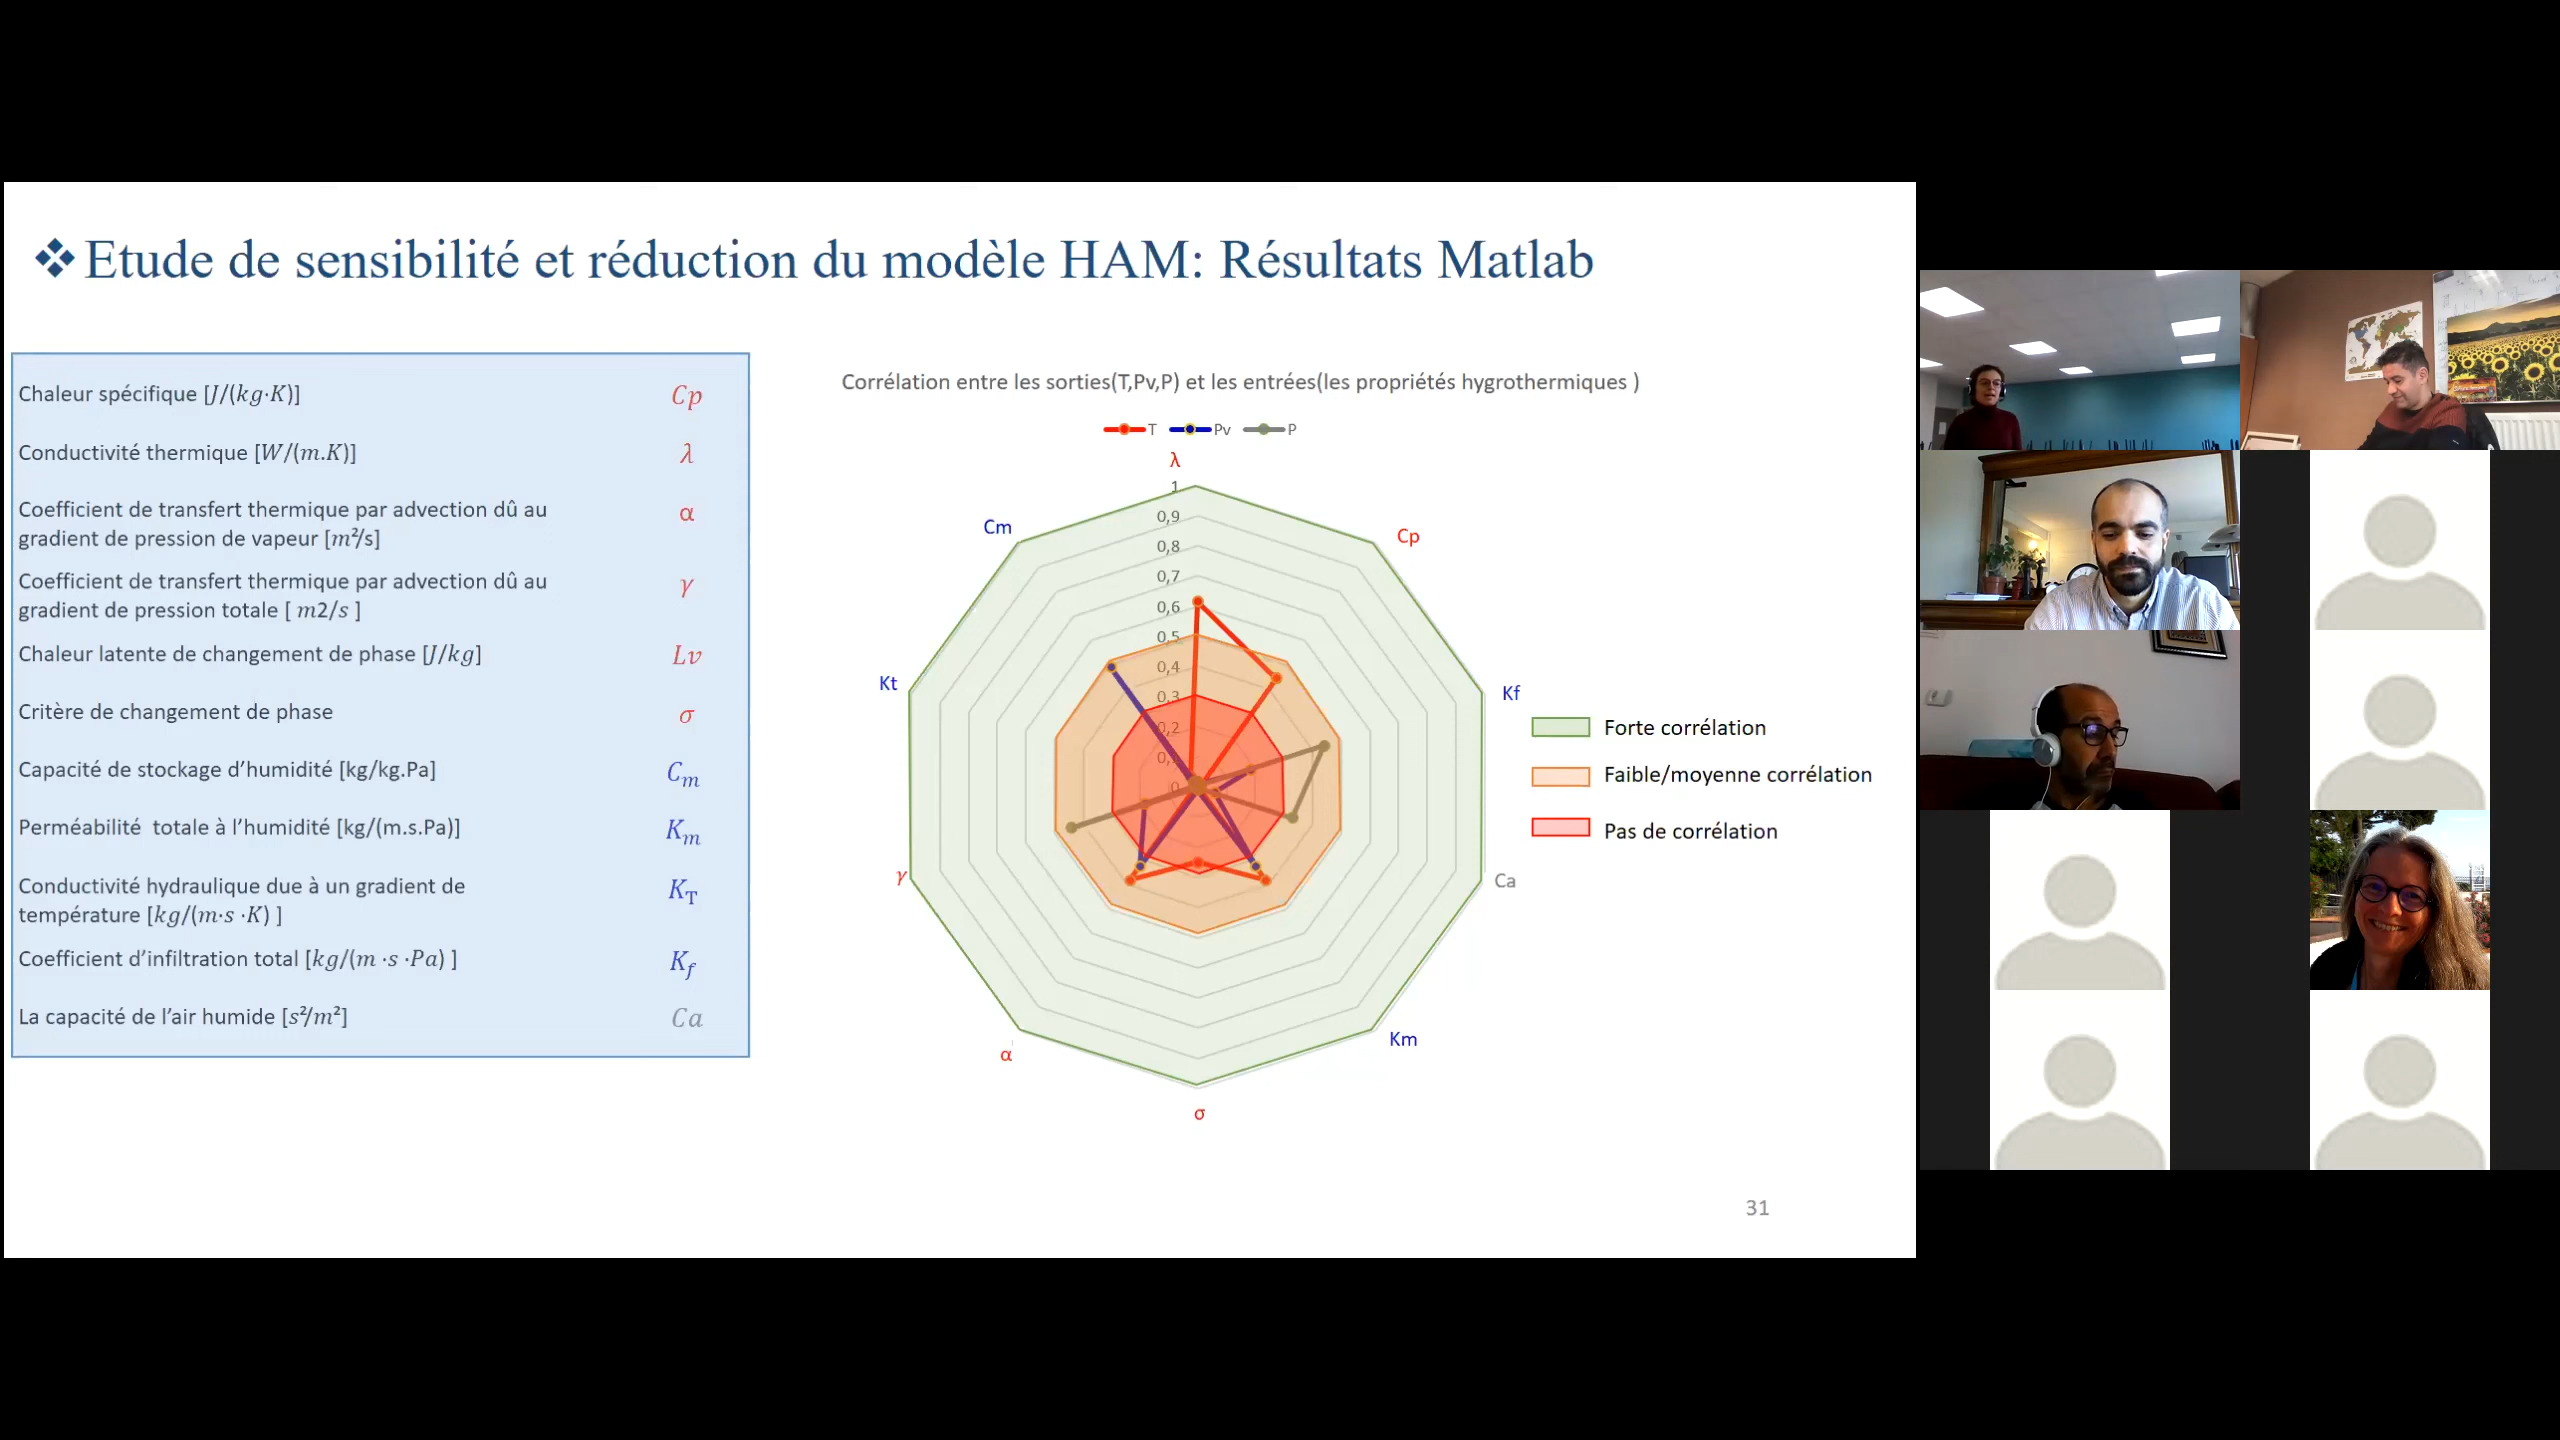 ❖Etude de sensibilité et réduction du modèle HAM: Résultats Matlab
Chaleur spécifique [J/(kg·K)] Cp
Conductivité thermique [W/(m.K)] λ
Coefficient de transfert thermique par advection dû au
gradient de pression de vapeur [m²/s] α
Coefficient de transfert thermique par advection dû au
gradient de pression totale [ m2/s ] γ
Chaleur latente de changement de phase [J/kg] Lv
Critère de changement de phase σ
Capacité de stockage d’humidité [kg/kg.Pa] Cm
Perméabilité totale à l’humidité [kg/(m.s.Pa)] Km
Conductivité hydraulique due à un gradient de
température [kg/(m·s ·K) ] KT
Coefficient d’infiltration total [kg/(m ·s ·Pa) ] Kf
La capacité de l’air humide [s²/m²] Ca
Corrélation entre les sorties(T,Pv,P) et les entrées(les propriétés hygrothermiques )
T Pv P
λ
1
0,9
0,8
0,7
0,6
0,5
0,4
0,3
0,2
0,1
0
Cp
Kf
Ca
Km
σ
α
γ
Kt
Cm
Forte corrélation
Faible/moyenne corrélation
Pas de corrélation
31